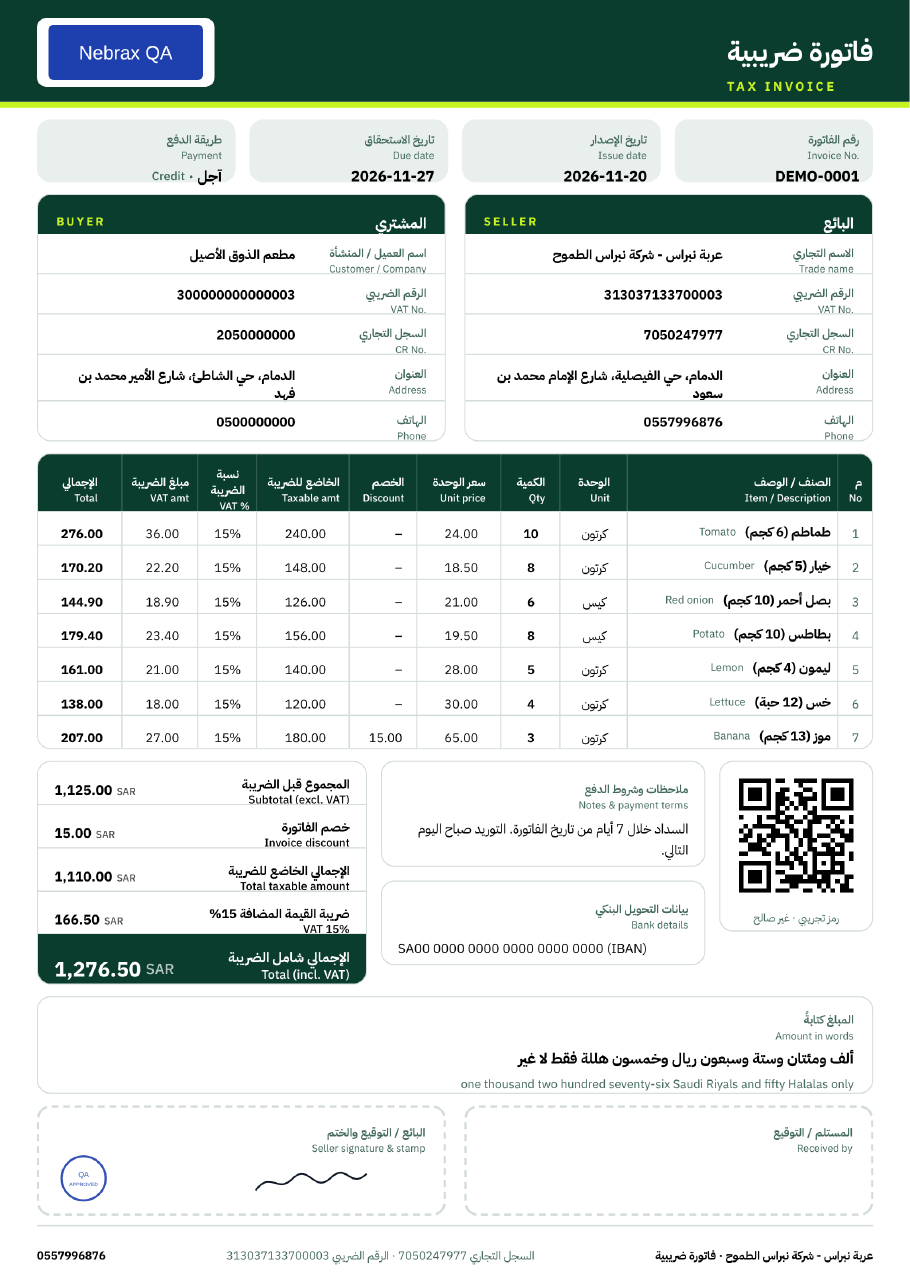 Nebrax QA
فاتورة ضريبية
TAX INVOICE
رقم الفاتورة
Invoice No.
DEMO-0001
تاريخ الإصدار
Issue date
2026-11-20
تاريخ الاستحقاق
Due date
2026-11-27
طريقة الدفع
Payment
آجل · Credit
البائع SELLER
الاسم التجاري عربة نبراس - شركة نبراس الطموح
Trade name
الرقم الضريبي 313037133700003
VAT No.
السجل التجاري 7050247977
CR No.
العنوان الدمام، حي الفيصلية، شارع الإمام محمد بن
Address سعود
الهاتف 0557996876
Phone
المشتري BUYER
اسم العميل / المنشأة مطعم الذوق الأصيل
Customer / Company
الرقم الضريبي 300000000000003
VAT No.
السجل التجاري 2050000000
CR No.
العنوان الدمام، حي الشاطئ، شارع الأمير محمد بن
Address فهد
الهاتف 0500000000
Phone
م الصنف / الوصف الوحدة الكمية سعر الوحدة الخصم الخاضع للضريبة نسبة الضريبة مبلغ الضريبة الإجمالي
No Item / Description Unit Qty Unit price Discount Taxable amt VAT % VAT amt Total
1 طماطم (6 كجم) Tomato كرتون 10 24.00 – 240.00 15% 36.00 276.00
2 خيار (5 كجم) Cucumber كرتون 8 18.50 – 148.00 15% 22.20 170.20
3 بصل أحمر (10 كجم) Red onion كيس 6 21.00 – 126.00 15% 18.90 144.90
4 بطاطس (10 كجم) Potato كيس 8 19.50 – 156.00 15% 23.40 179.40
5 ليمون (4 كجم) Lemon كرتون 5 28.00 – 140.00 15% 21.00 161.00
6 خس (12 حبة) Lettuce كرتون 4 30.00 – 120.00 15% 18.00 138.00
7 موز (13 كجم) Banana كرتون 3 65.00 15.00 180.00 15% 27.00 207.00
رمز تجريبي · غير صالح
ملاحظات وشروط الدفع
Notes & payment terms
السداد خلال 7 أيام من تاريخ الفاتورة. التوريد صباح اليوم
التالي.
بيانات التحويل البنكي
Bank details
SA00 0000 0000 0000 0000 0000 (IBAN)
المجموع قبل الضريبة 1,125.00 SAR
Subtotal (excl. VAT)
خصم الفاتورة 15.00 SAR
Invoice discount
الإجمالي الخاضع للضريبة 1,110.00 SAR
Total taxable amount
ضريبة القيمة المضافة 15% 166.50 SAR
VAT 15%
الإجمالي شامل الضريبة 1,276.50 SAR
Total (incl. VAT)
المبلغ كتابةً
Amount in words
ألف ومئتان وستة وسبعون ريال وخمسون هللة فقط لا غير
one thousand two hundred seventy-six Saudi Riyals and fifty Halalas only
المستلم / التوقيع
Received by
البائع / التوقيع والختم
Seller signature & stamp
QA
APPROVED
عربة نبراس - شركة نبراس الطموح · فاتورة ضريبية
السجل التجاري 7050247977 · الرقم الضريبي 313037133700003
0557996876